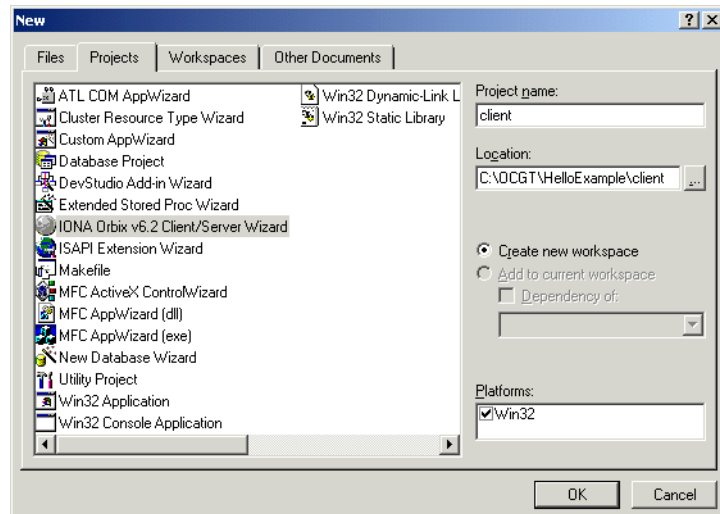 New
Files
Projects
Workspaces
Other Documents
ATL COM AppWizard
Cluster Resource Type Wizard
Custom AppWizard
Database Project
DevStudio Add-in Wizard
Extended Stored Proc Wizard
IONA Orbix v6.2 Client/Server Wizard
ISAPI Extension Wizard
Makefile
MFC ActiveX ControlWizard
MFC AppWizard (dll)
MFC AppWizard (exe)
New Database Wizard
Utility Project
Win32 Application
Win32 Console Application
Win32 Dynamic-Link L
Win32 Static Library
Project name:
client
Location:
C:\OCGT\HelloExample\client
...
Create new workspace
Add to current workspace
Dependency of:
Platforms:
Win32
OK
Cancel